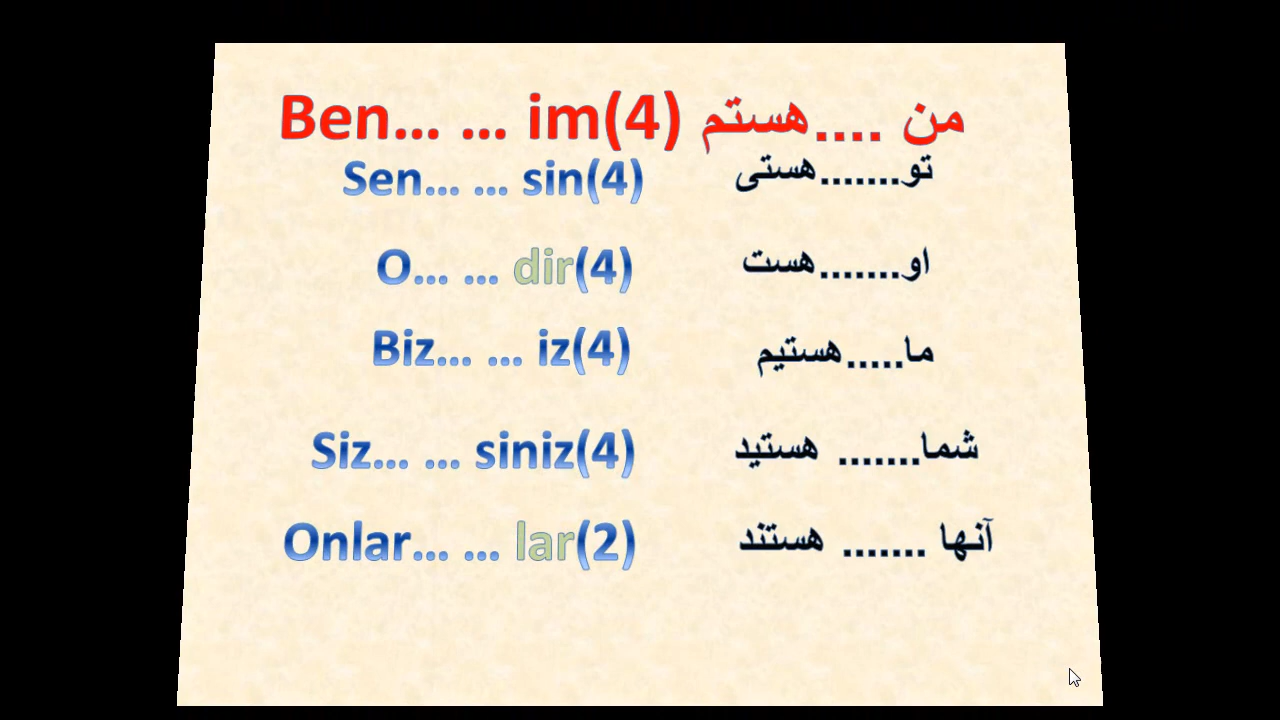 Ben... ... im(4) من ....هستم
Sen... ... sin(4) تو.......هستی
O... ... dir(4) او.......هست
Biz... ... iz(4) ما.....هستیم
Siz... ... siniz(4) شما....... هستید
Onlar... ... lar(2) آنها ....... هستند